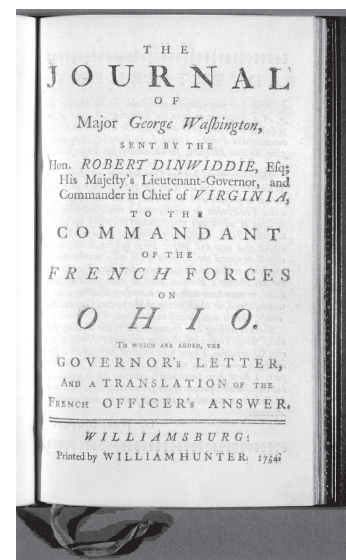 THE
JOURNAL
OF
Major George Waſhington,
SENT BY THE
Hon. ROBERT DINWIDDIE, Eſq;
His Majeſty's Lieutenant-Governor, and
Commander in Chief of VIRGINIA,
TO THE
COMMANDANT
OF THE
FRENCH FORCES
ON
OHIO.
TO WHICH ARE ADDED, THE
GOVERNOR's LETTER,
AND A TRANSLATION OF THE
FRENCH OFFICER's ANSWER.
WILLIAMSBURG:
Printed by WILLIAM HUNTER. 1754